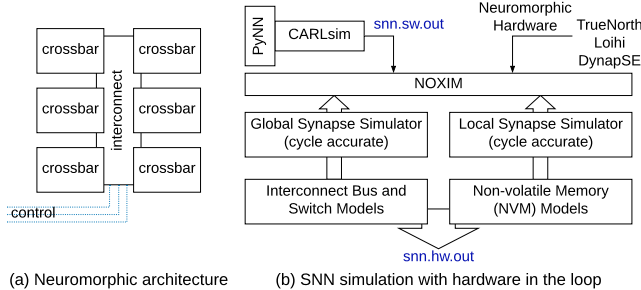 crossbar
crossbar
crossbar
crossbar
crossbar
crossbar
interconnect
control
(a) Neuromorphic architecture
PyNN
CARLsim
snn.sw.out
Neuromorphic
Hardware
TrueNorth
Loihi
DynapSE
NOXIM
Global Synapse Simulator
(cycle accurate)
Local Synapse Simulator
(cycle accurate)
Interconnect Bus and
Switch Models
Non-volatile Memory
(NVM) Models
snn.hw.out
(b) SNN simulation with hardware in the loop